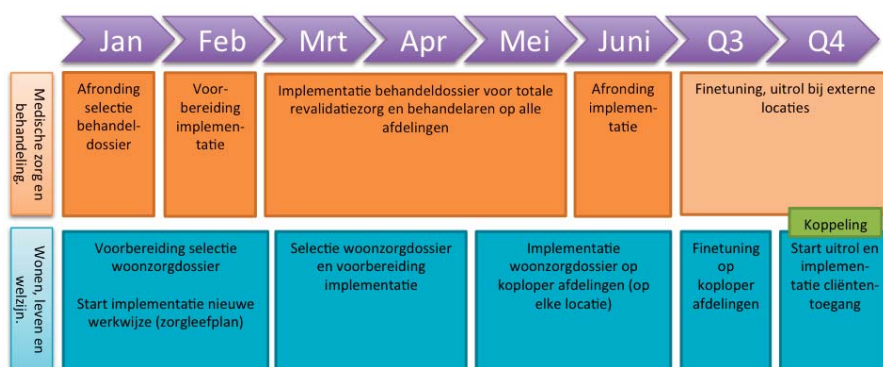 Jan Feb Mrt Apr Mei Juni Q3 Q4
Medische zorg en
behandeling.
Afronding
selectie
behandel-
dossier
Voor-
bereiding
implemen-
tatie
Implementatie behandeldossier voor totale
revalidatiezorg en behandelaren op alle
afdelingen
Afronding
implemen-
tatie
Finetuning, uitrol bij externe
locaties
Koppeling
Wonen, leven en
welzijn.
Voorbereiding selectie
woonzorgdossier
Start implementatie nieuwe
werkwijze (zorgleefplan)
Selectie woonzorgdossier
en voorbereiding
implementatie
Implementatie
woonzorgdossier op
koploper afdelingen (op
elke locatie)
Finetuning
op
koploper
afdelingen
Start uitrol en
implemen-
tatie cliënten-
toegang